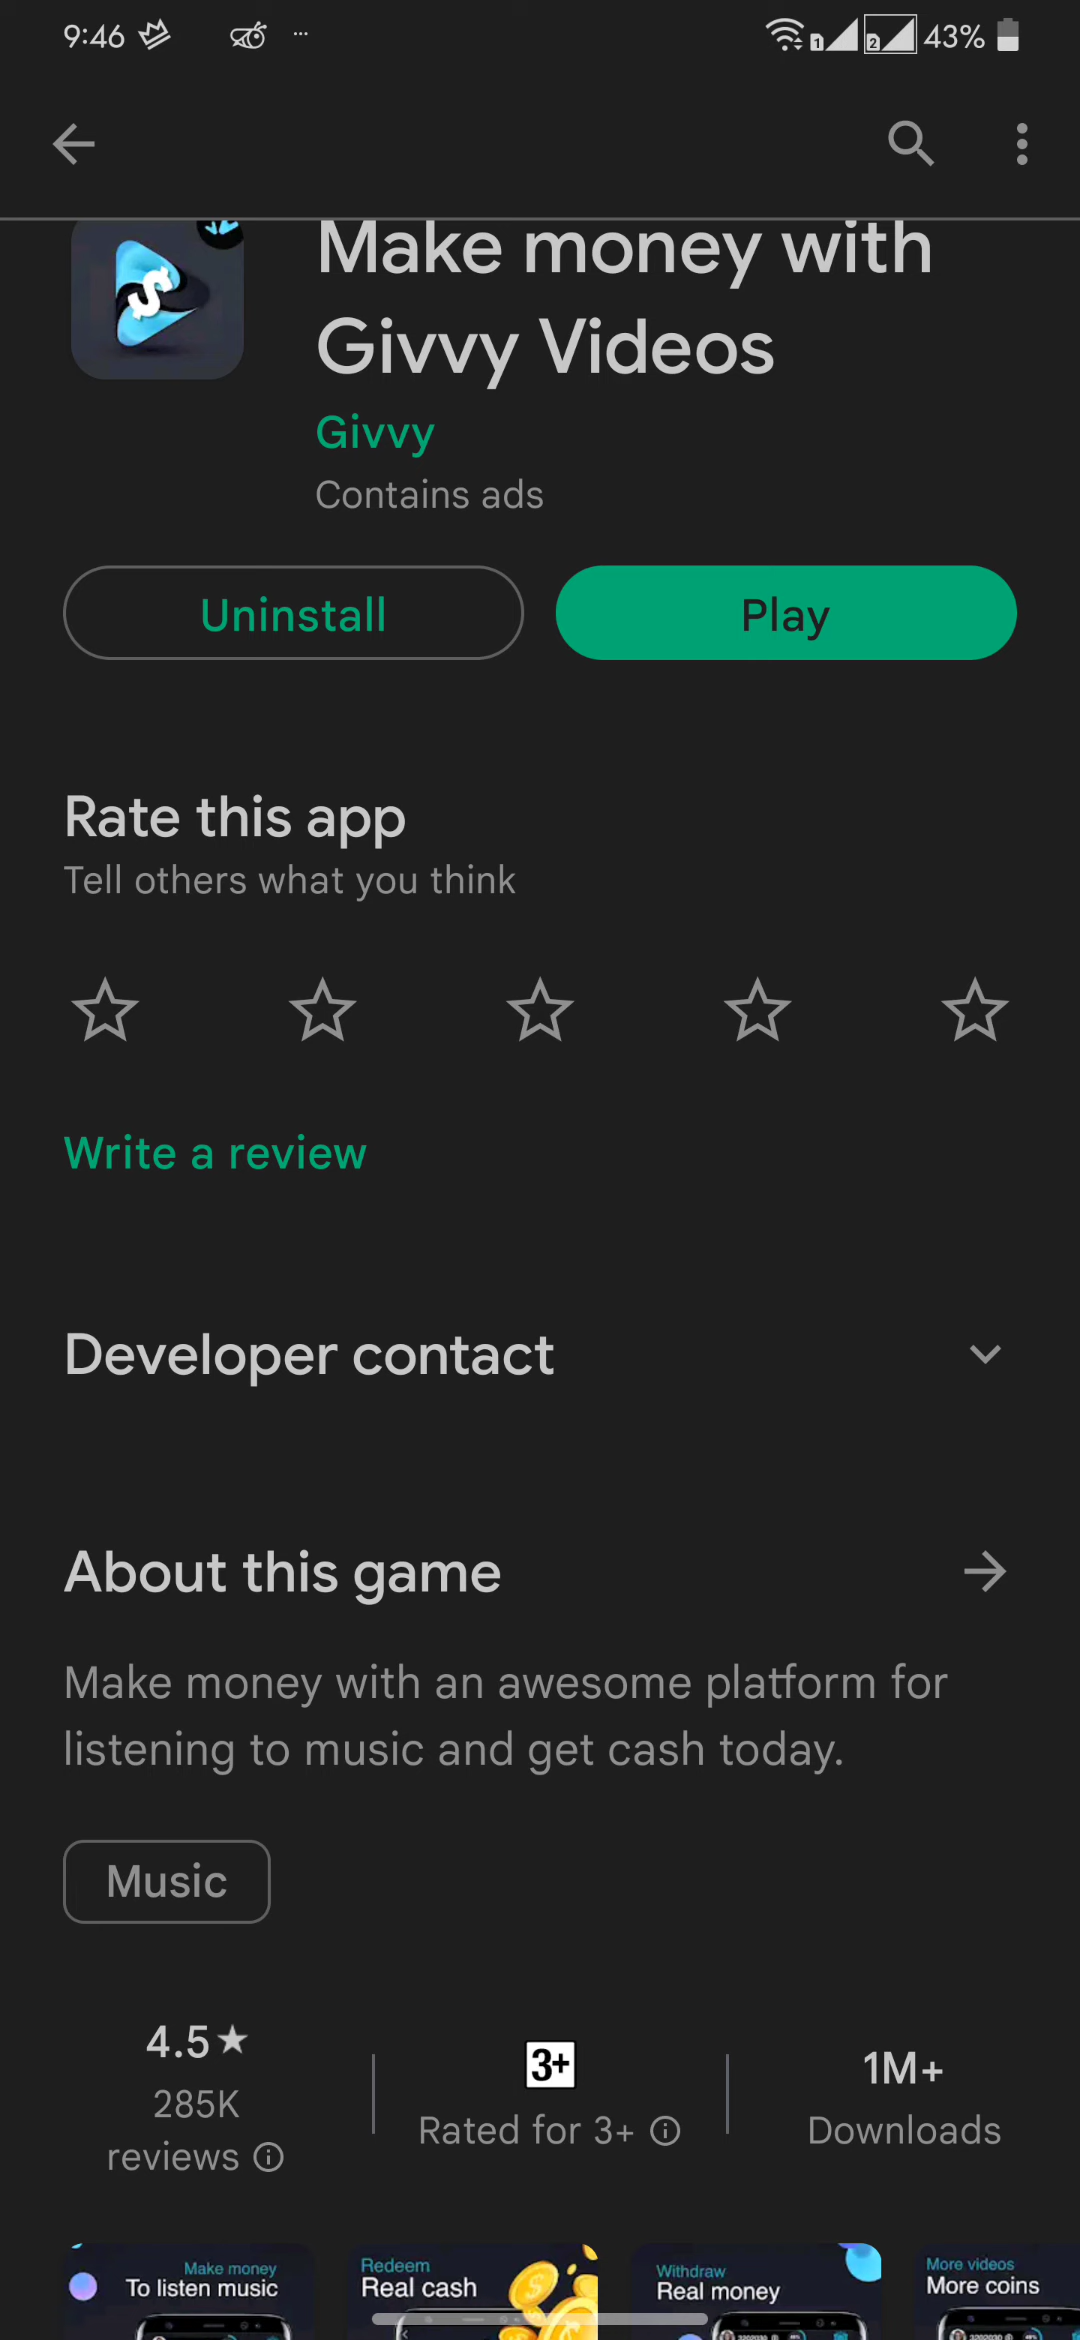 9:46
1
2
43%
Make money with
Givvy Videos
Givvy
Contains ads
Uninstall
Play
Rate this app
Tell others what you think
Write a review
Developer contact
About this game
Make money with an awesome platform for
listening to music and get cash today.
Music
4.5★
285K
reviews
3+
Rated for 3+
1M+
Downloads
Make money
To listen music
Redeem
Real cash
Withdraw
Real money
More videos
More coins